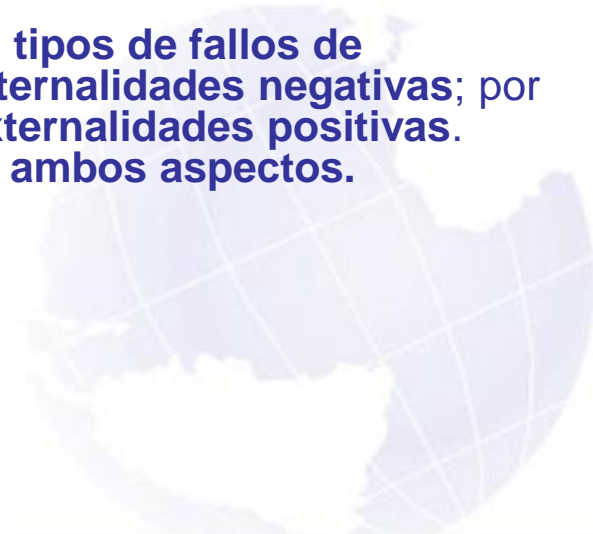 tipos de fallos de
ternalidades negativas; por
xternalidades positivas.
ambos aspectos.